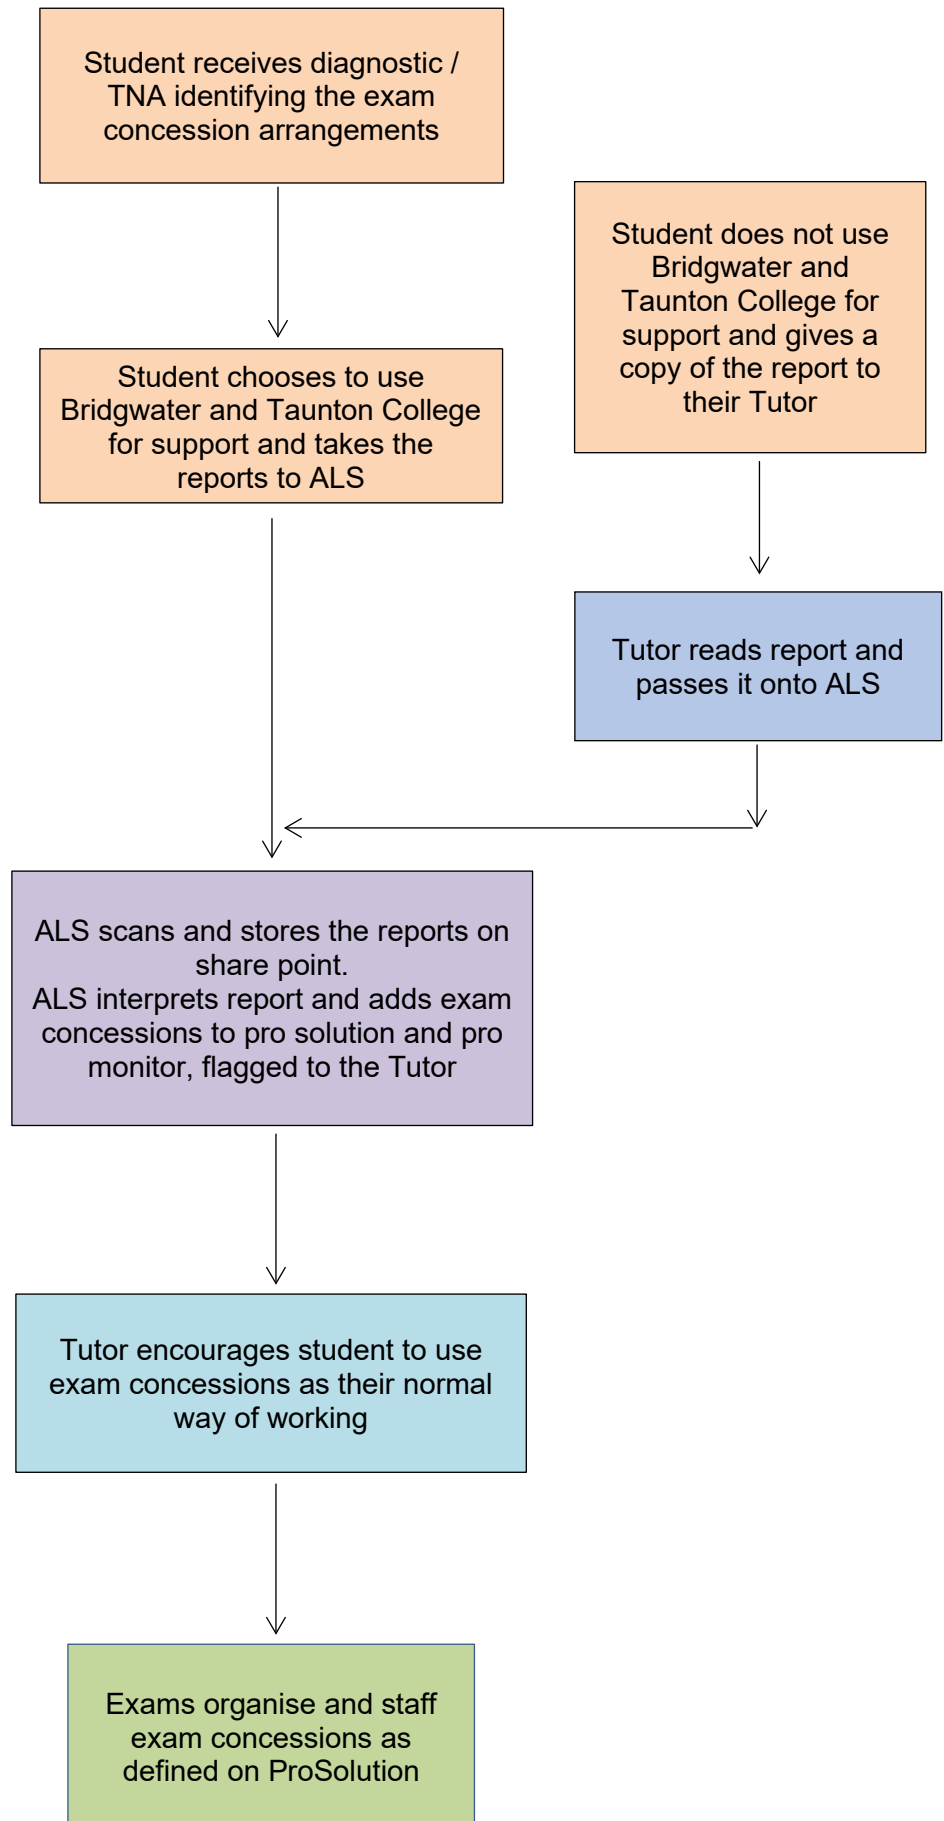 Student receives diagnostic /
TNA identifying the exam
concession arrangements
Student does not use
Bridgwater and
Taunton College for
support and gives a
copy of the report to
their Tutor
Student chooses to use
Bridgwater and Taunton College
for support and takes the
reports to ALS
Tutor reads report and
passes it onto ALS
ALS scans and stores the reports on
share point.
ALS interprets report and adds exam
concessions to pro solution and pro
monitor, flagged to the Tutor
Tutor encourages student to use
exam concessions as their normal
way of working
Exams organise and staff
exam concessions as
defined on ProSolution